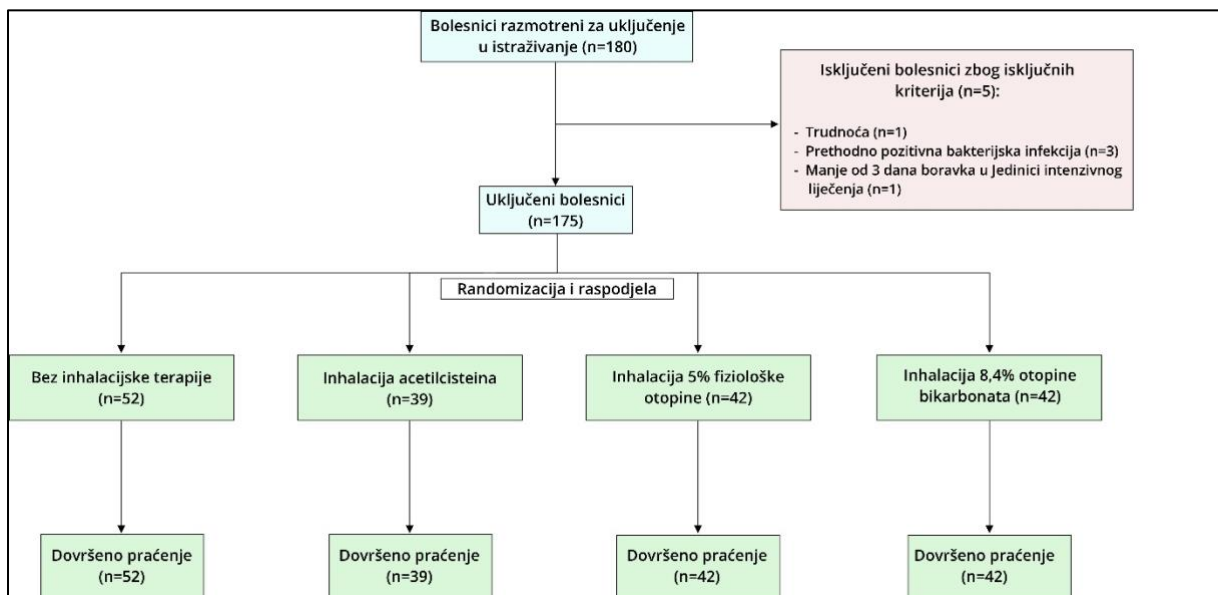 Bolesnici razmotreni za uključenje
u istraživanje (n=180)
Isključeni bolesnici zbog isključnih
kriterija (n=5):
- Trudnoća (n=1)
- Prethodno pozitivna bakterijska infekcija (n=3)
- Manje od 3 dana boravka u Jedinici intenzivnog
liječenja (n=1)
Uključeni bolesnici
(n=175)
Randomizacija i raspodjela
Bez inhalacijske terapije
(n=52)
Inhalacija acetilcisteina
(n=39)
Inhalacija 5% fiziološke
otopine (n=42)
Inhalacija 8,4% otopine
bikarbonata (n=42)
Dovršeno praćenje
(n=52)
Dovršeno praćenje
(n=39)
Dovršeno praćenje
(n=42)
Dovršeno praćenje
(n=42)